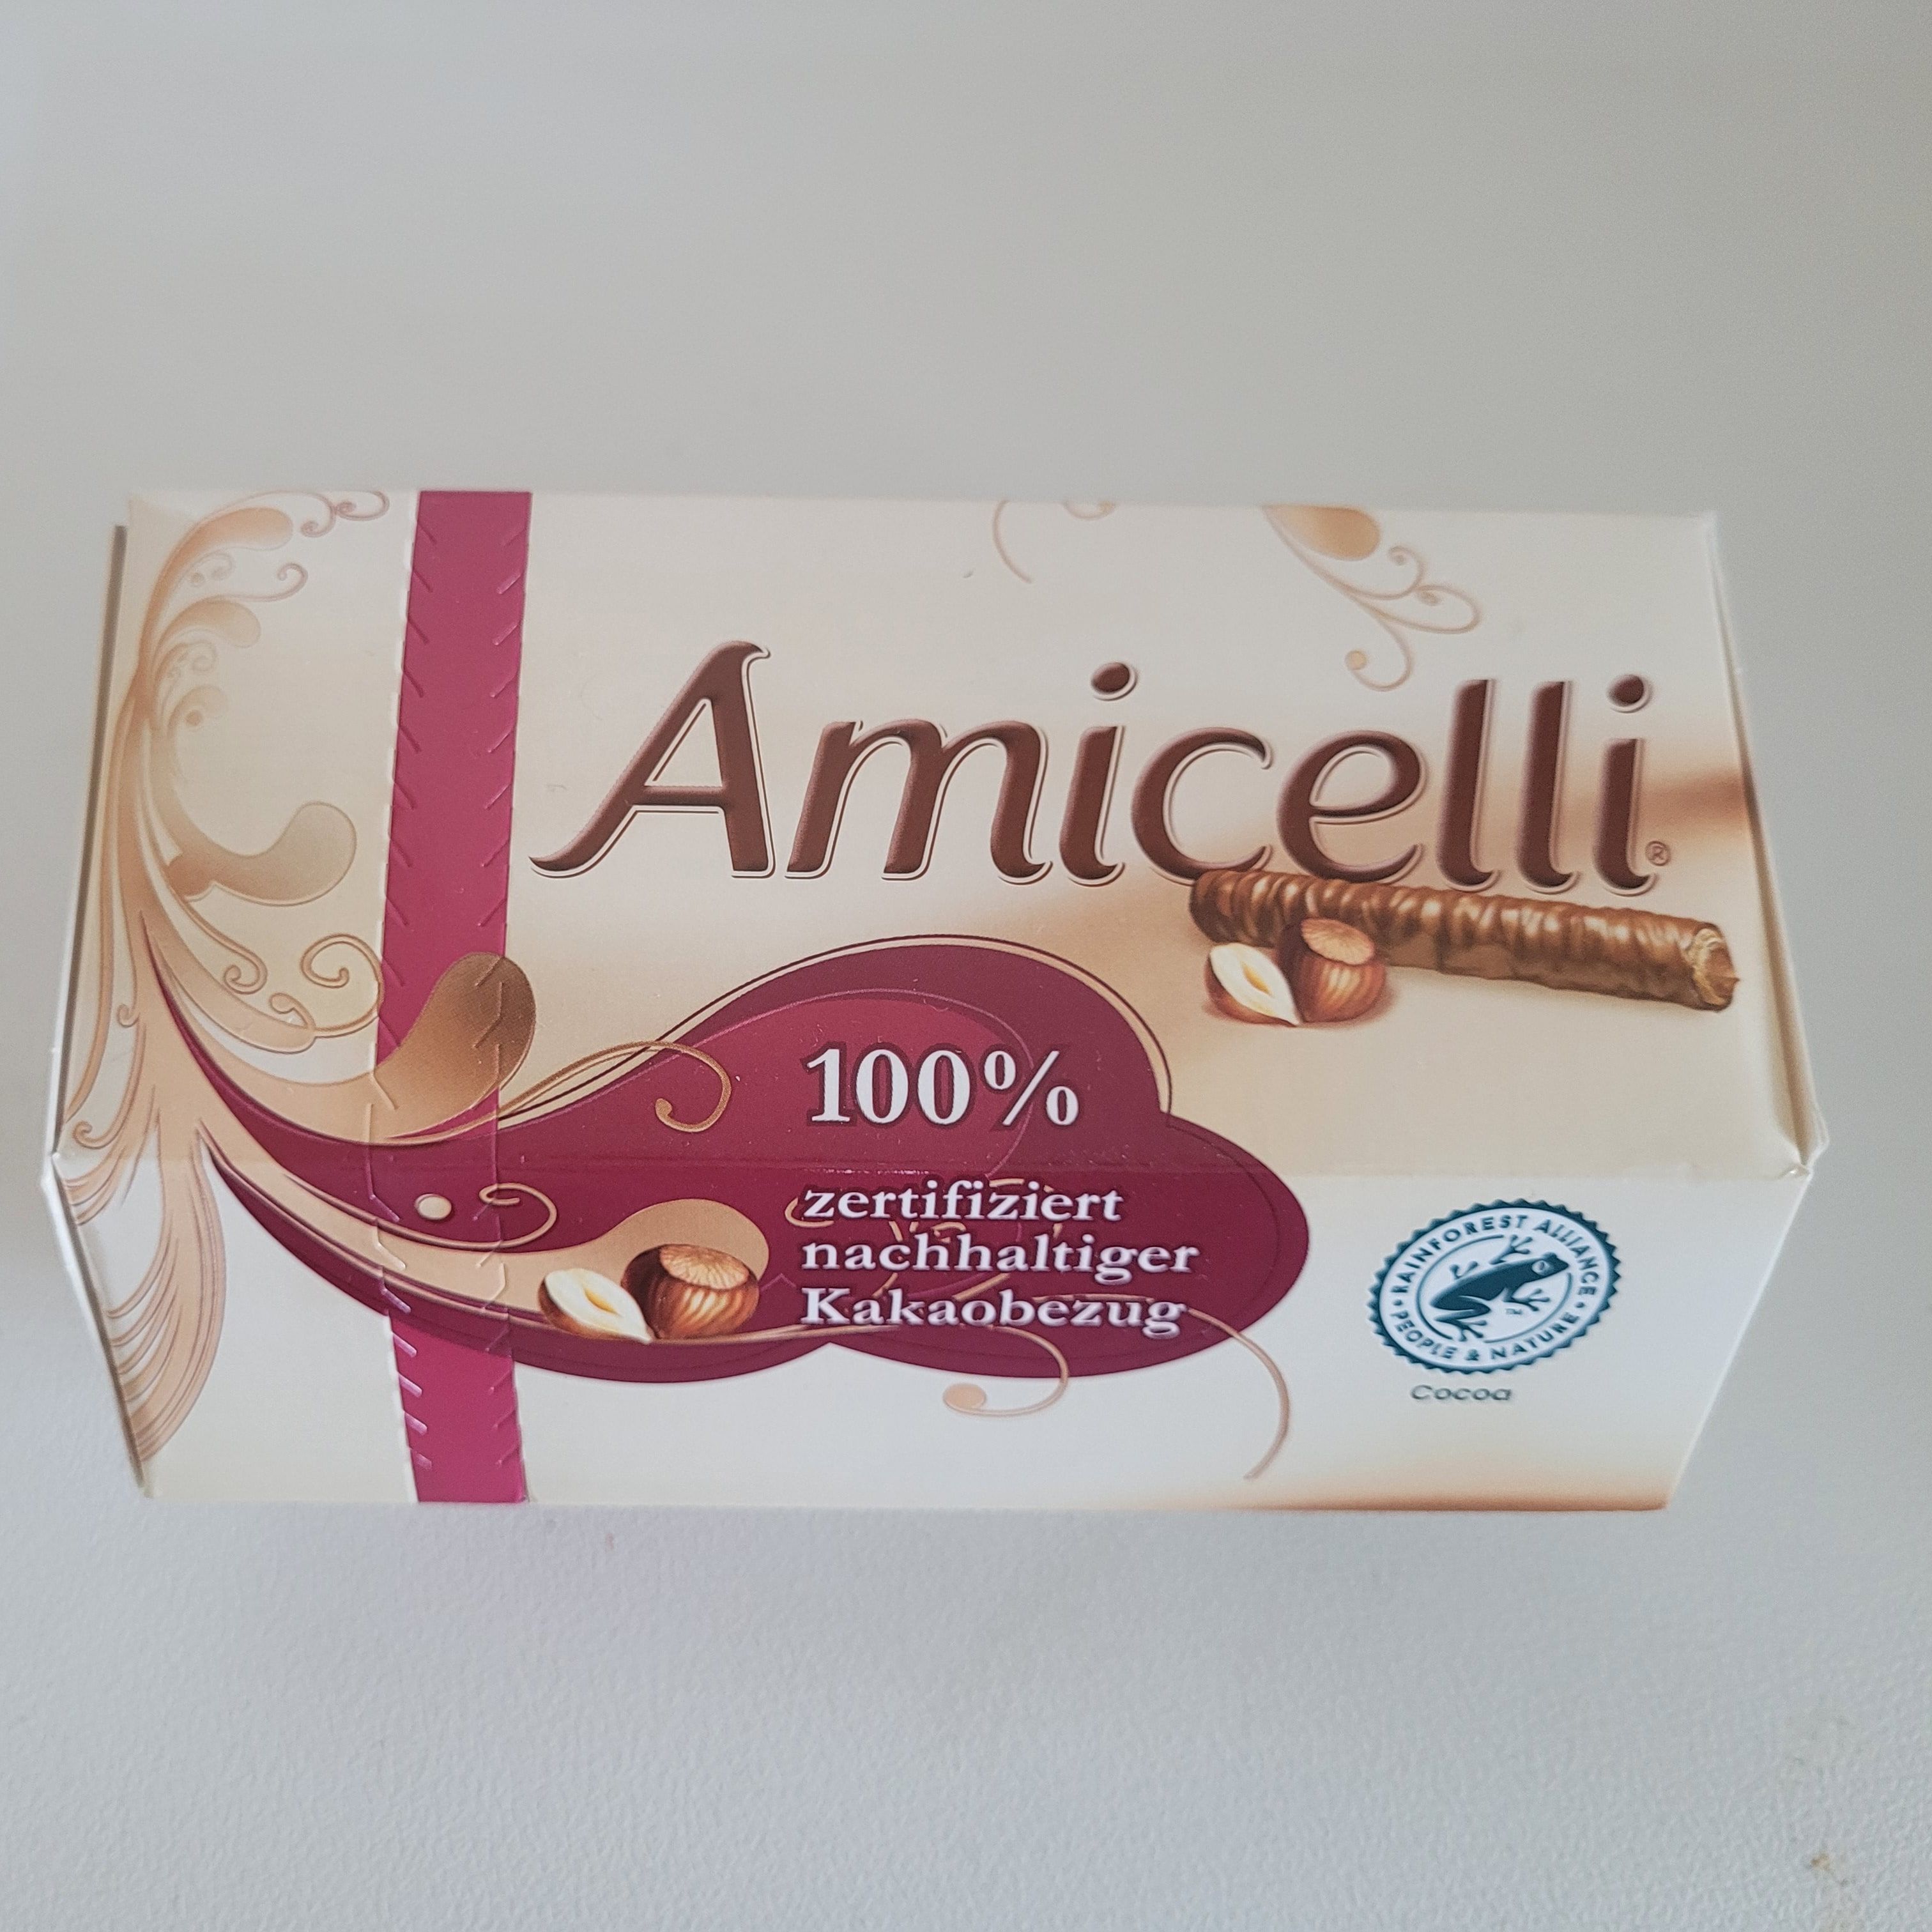 Amicelli®
100%
zertifiziert
nachhaltiger
Kakaobezug
RAINFOREST ALLIANCE
• PEOPLE & NATURE •
Cocoa